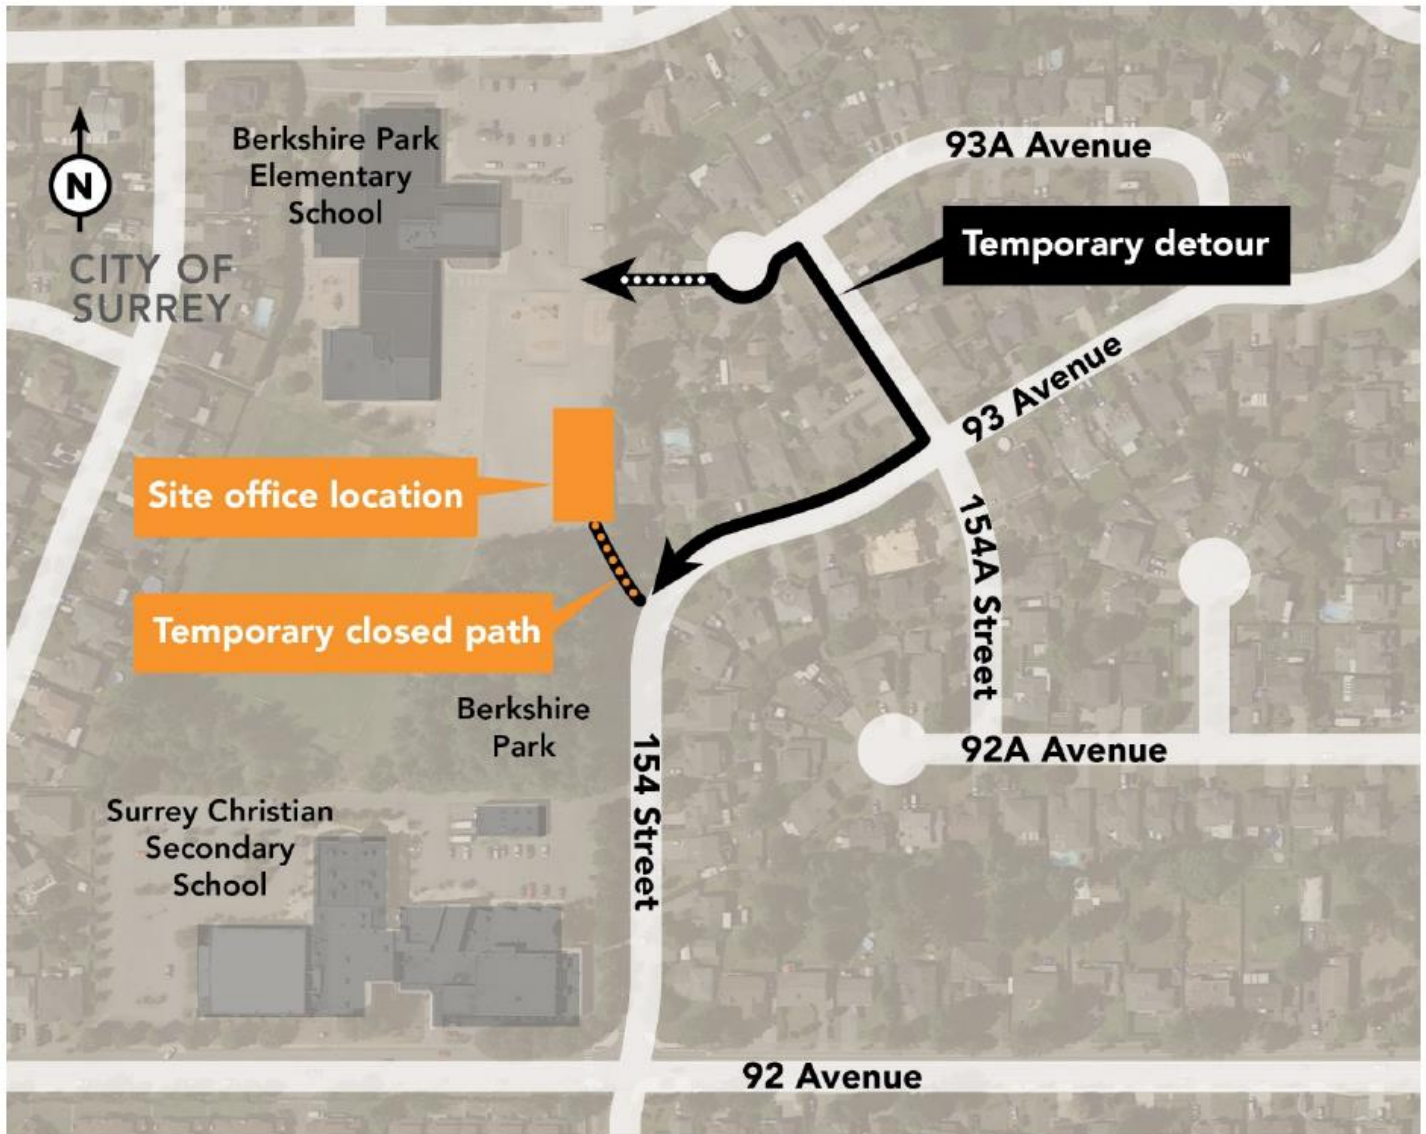 Berkshire Park
Elementary
School
93A Avenue
N
CITY OF
SURREY
Temporary detour
93 Avenue
Site office location
154A Street
Temporary closed path
Berkshire
Park
154 Street
92A Avenue
Surrey Christian
Secondary
School
92 Avenue